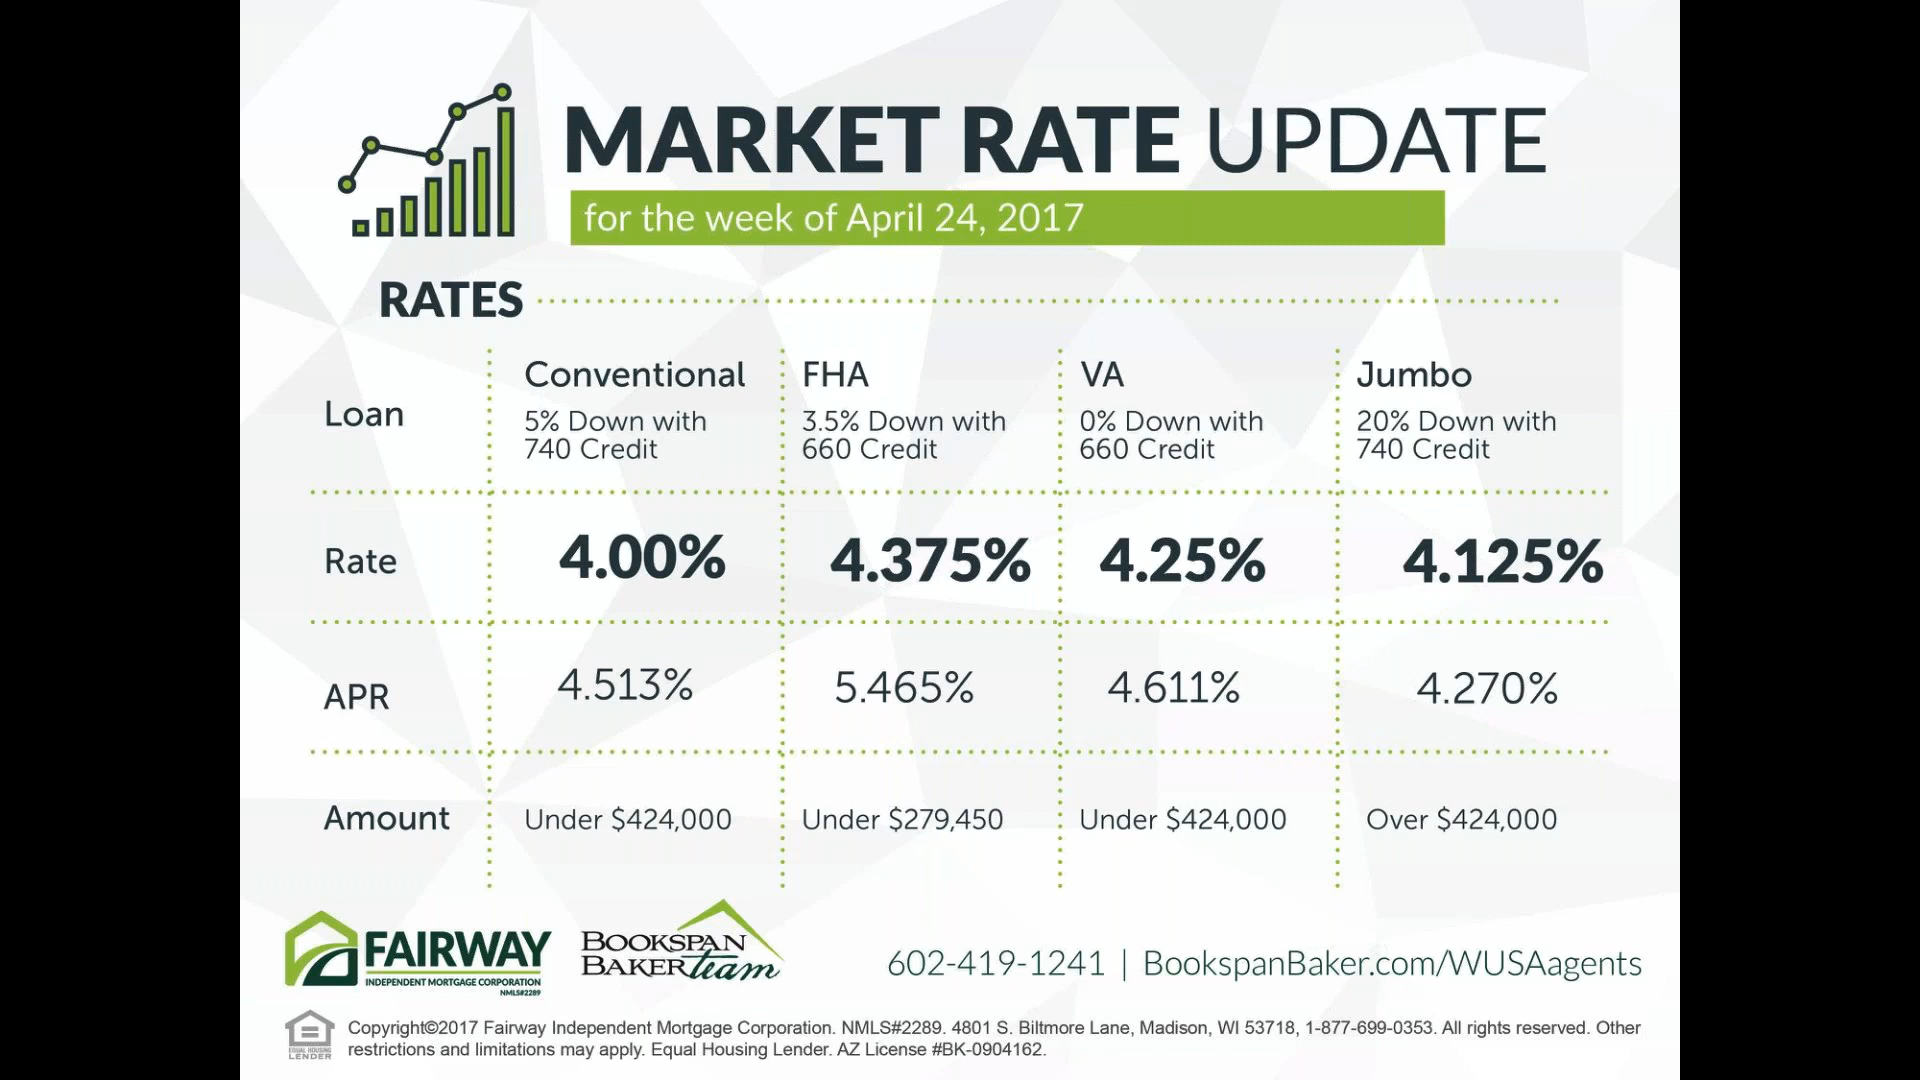 MARKET RATE UPDATE
for the week of April 24, 2017
RATES
Loan
Conventional
5% Down with
740 Credit
FHA
3.5% Down with
660 Credit
VA
0% Down with
660 Credit
Jumbo
20% Down with
740 Credit
Rate
4.00%
4.375%
4.25%
4.125%
APR
4.513%
5.465%
4.611%
4.270%
Amount
Under $424,000
Under $279,450
Under $424,000
Over $424,000
FAIRWAY
INDEPENDENT MORTGAGE CORPORATION
NMLS#2289
BOOKSPAN
BAKER team
602-419-1241 | BookspanBaker.com/WUSAagents
EQUAL HOUSING
LENDER
Copyright©2017 Fairway Independent Mortgage Corporation. NMLS#2289. 4801 S. Biltmore Lane, Madison, WI 53718, 1-877-699-0353. All rights reserved. Other
restrictions and limitations may apply. Equal Housing Lender. AZ License #BK-0904162.